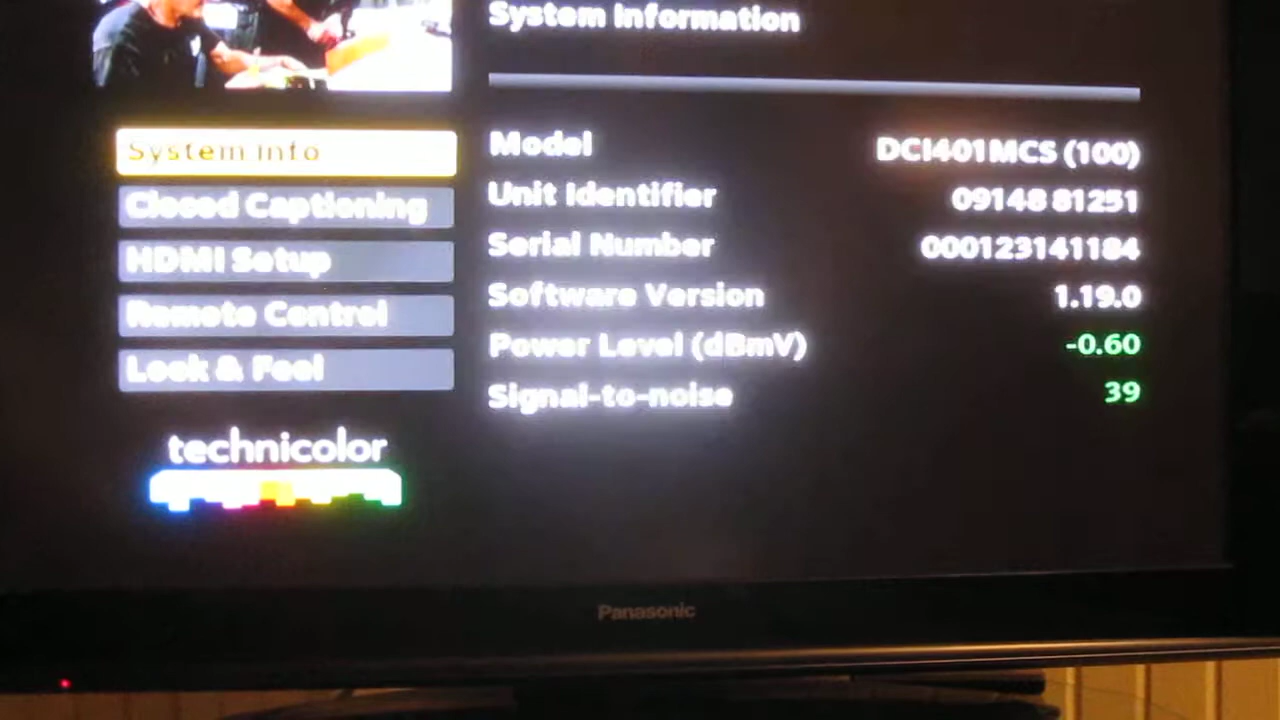 System Information
System Info
Closed Captioning
HDMI Setup
Remote Control
Look & Feel
Model DCI401MCS (100)
Unit Identifier 09148 81251
Serial Number 000123141184
Software Version 1.19.0
Power Level (dBmV) -0.60
Signal-to-noise 39
technicolor
Panasonic